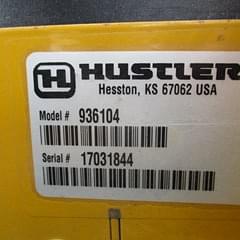 H HUSTLER
Hesston, KS 67062 USA
Model # 936104
Serial # 17031844